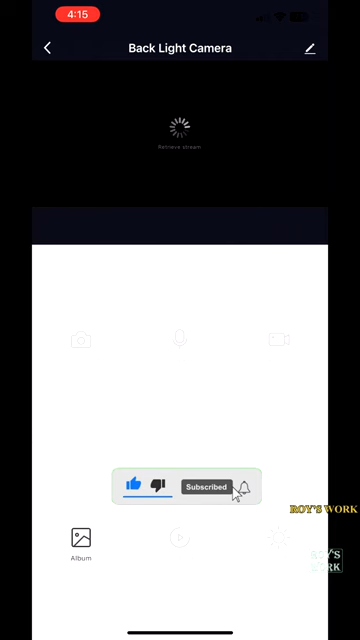 4:15
Back Light Camera
Retrieve stream
Subscribed
ROY'S WORK
Album
ROY'S
WORK